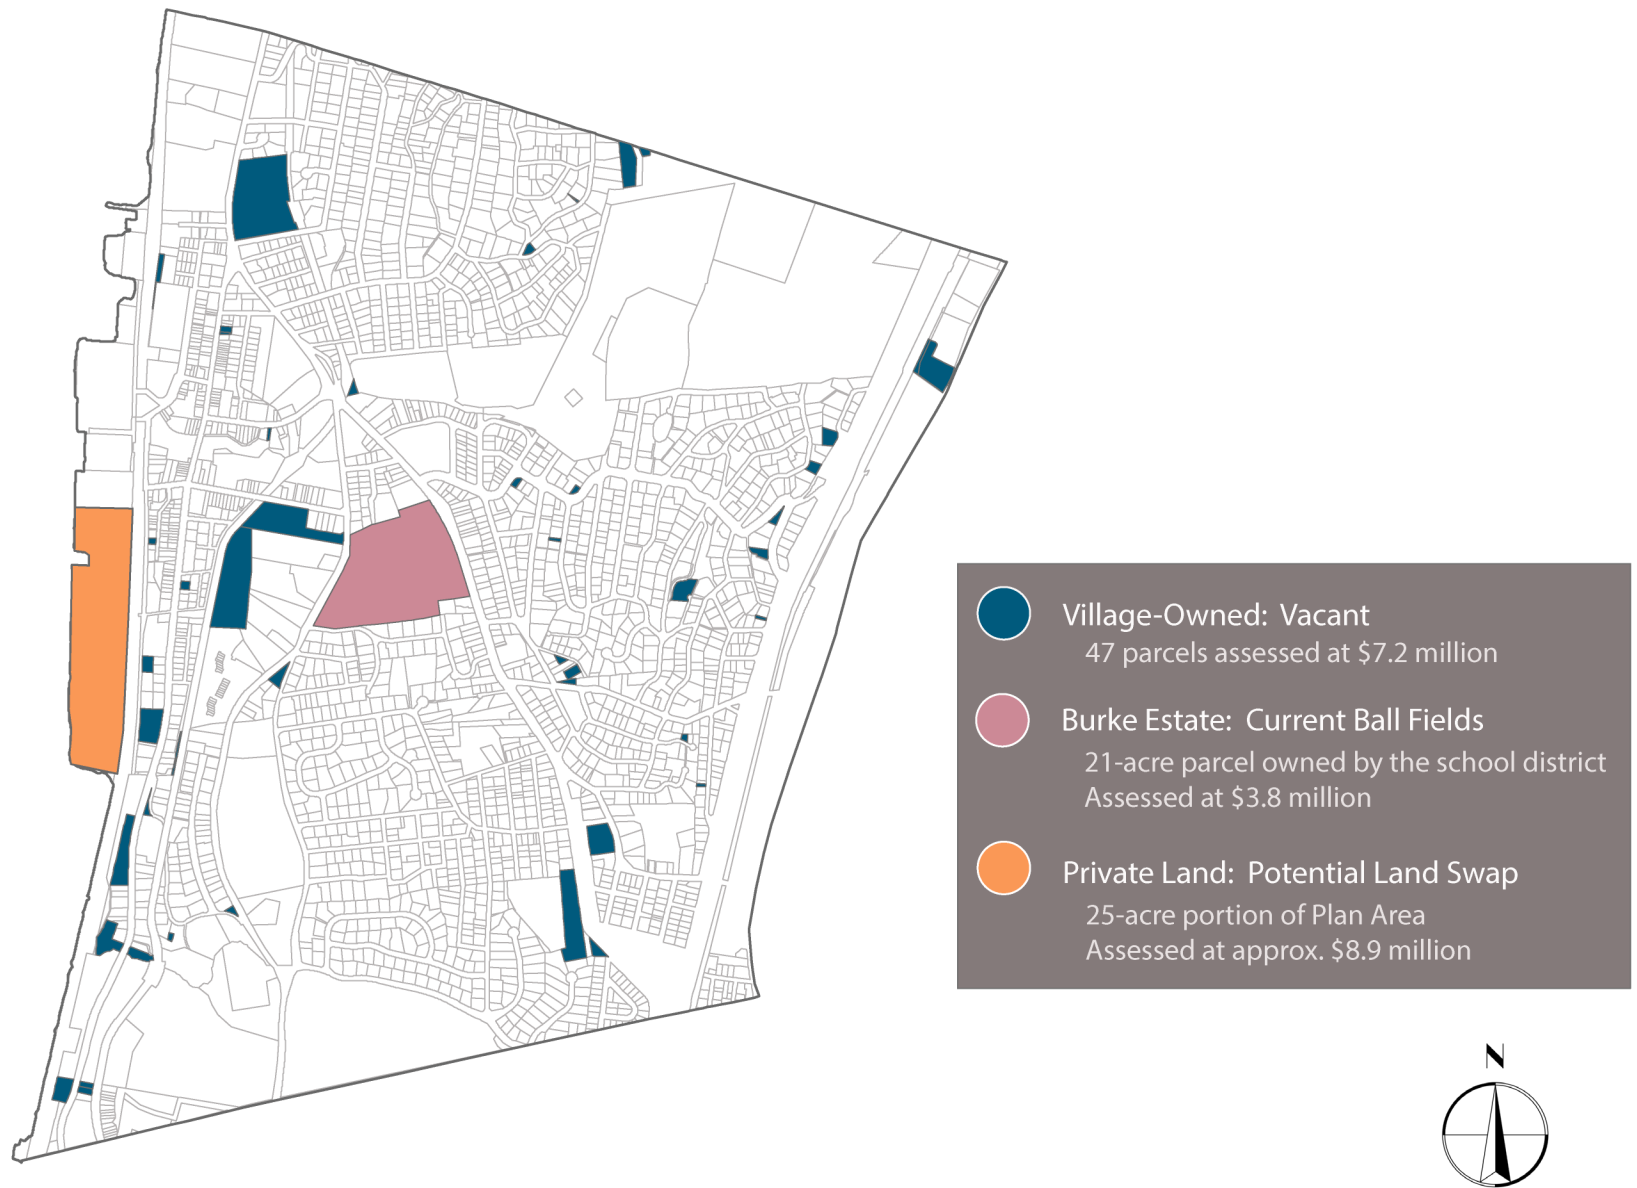 Village-Owned: Vacant
47 parcels assessed at $7.2 million
Burke Estate: Current Ball Fields
21-acre parcel owned by the school district
Assessed at $3.8 million
Private Land: Potential Land Swap
25-acre portion of Plan Area
Assessed at approx. $8.9 million
N